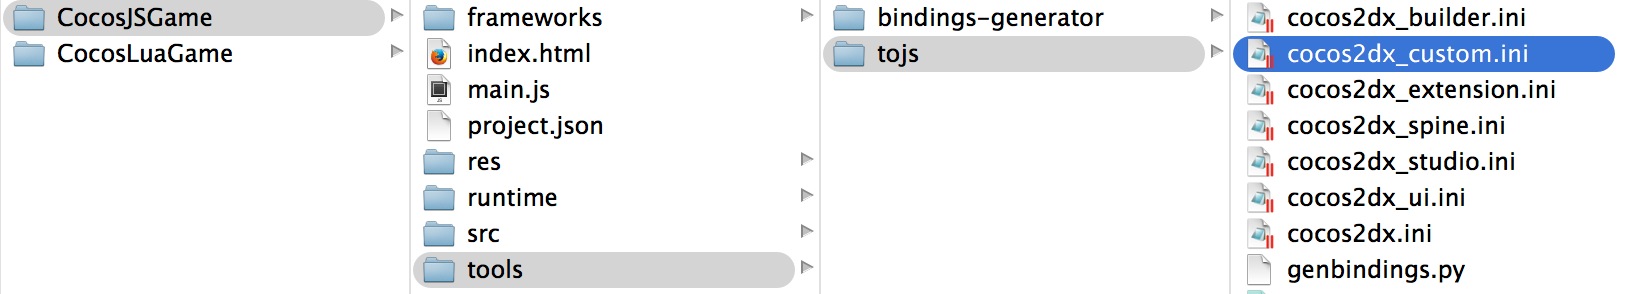 CocosJSGame
CocosLuaGame
frameworks
index.html
main.js
project.json
res
runtime
src
tools
bindings-generator
tojs
cocos2dx_builder.ini
cocos2dx_custom.ini
cocos2dx_extension.ini
cocos2dx_spine.ini
cocos2dx_studio.ini
cocos2dx_ui.ini
cocos2dx.ini
genbindings.py